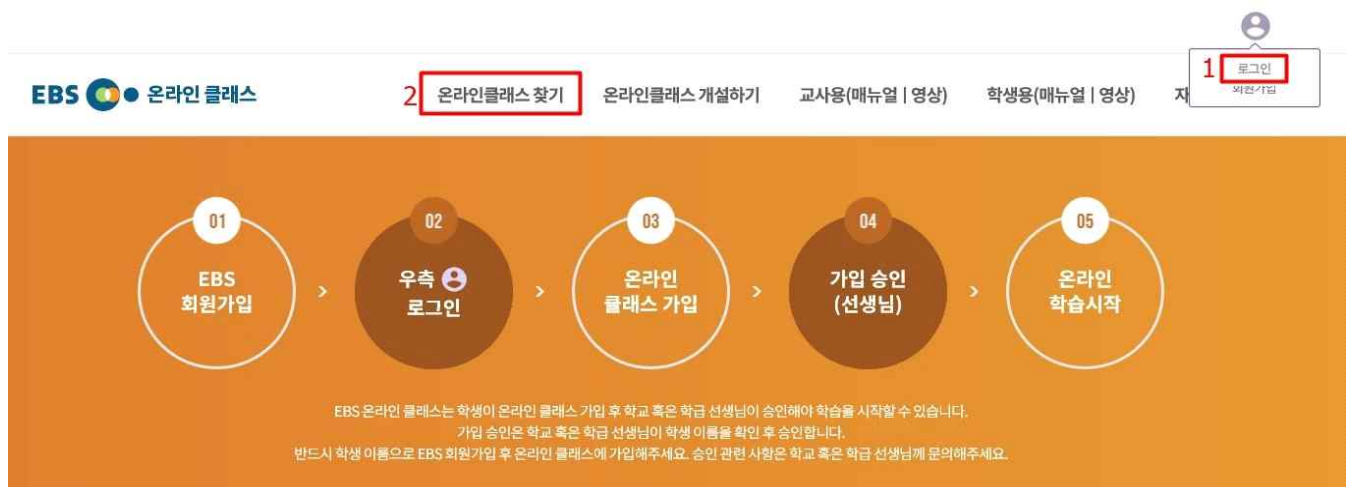 1 로그인
회원가입
EBS 온라인 클래스
2 온라인클래스 찾기
온라인클래스 개설하기
교사용(매뉴얼 | 영상)
학생용(매뉴얼 | 영상)
자
01
EBS
회원가입
>
02
우측
로그인
>
03
온라인
클래스 가입
>
04
가입 승인
(선생님)
>
05
온라인
학습시작
EBS 온라인 클래스는 학생이 온라인 클래스 가입 후 학교 혹은 학급 선생님이 승인해야 학습을 시작할 수 있습니다.
가입 승인은 학교 혹은 학급 선생님이 학생 이름을 확인 후 승인합니다.
반드시 학생 이름으로 EBS 회원가입 후 온라인 클래스에 가입해주세요. 승인 관련 사항은 학교 혹은 학급 선생님께 문의해주세요.